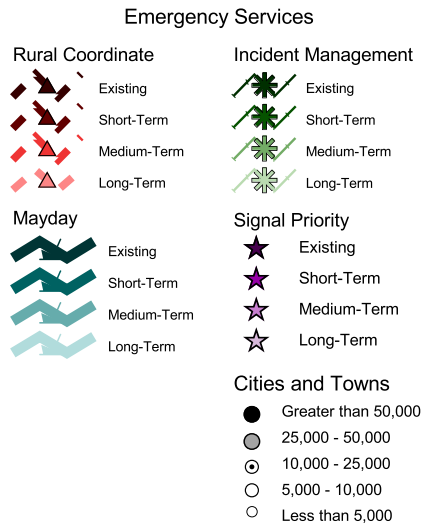 Emergency Services
Rural Coordinate
Existing
Short-Term
Medium-Term
Long-Term
Incident Management
Existing
Short-Term
Medium-Term
Long-Term
Mayday
Existing
Short-Term
Medium-Term
Long-Term
Signal Priority
Existing
Short-Term
Medium-Term
Long-Term
Cities and Towns
Greater than 50,000
25,000 - 50,000
10,000 - 25,000
5,000 - 10,000
Less than 5,000